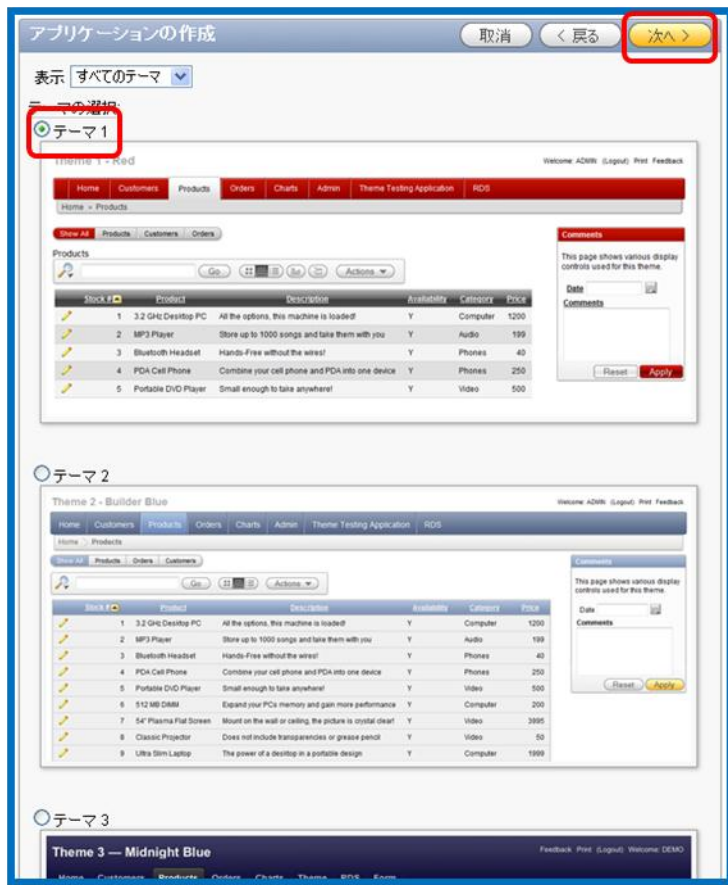 アプリケーションの作成 取消 < 戻る 次へ >
表示 すべてのテーマ
テーマの選択:
テーマ 1
Theme 1 - Red Welcome: ADMIN (Logout) Print Feedback
Home Customers Products Orders Charts Admin Theme Testing Application RDS
Home > Products
Show All Products Customers Orders
Comments
Products
This page shows various display
controls used for this theme.
Go Actions
Date
Comments
Stock # Product Description Availability Category Price
1 3.2 GHz Desktop PC All the options, this machine is loaded! Y Computer 1200
2 MP3 Player Store up to 1000 songs and take them with you Y Audio 199
3 Bluetooth Headset Hands-Free without the wires! Y Phones 40
4 PDA Cell Phone Combine your cell phone and PDA into one device Y Phones 250
Reset Apply
5 Portable DVD Player Small enough to take anywhere! Y Video 500
テーマ 2
Theme 2 - Builder Blue Welcome: ADMIN (Logout) Print Feedback
Home Customers Products Orders Charts Admin Theme Testing Application RDS
Home > Products
Show All Products Orders Customers
Comments
Go Actions
This page shows various display
controls used for this theme.
Date
Comments
Stock # Product Description Availability Category Price
1 3.2 GHz Desktop PC All the options, this machine is loaded! Y Computer 1200
2 MP3 Player Store up to 1000 songs and take them with you Y Audio 199
3 Bluetooth Headset Hands-Free without the wires! Y Phones 40
4 PDA Cell Phone Combine your cell phone and PDA into one device Y Phones 250
5 Portable DVD Player Small enough to take anywhere! Y Video 500
Reset Apply
6 512 MB DIMM Expand your PCs memory and gain more performance Y Computer 200
7 54" Plasma Flat Screen Mount on the wall or ceiling, the picture is crystal clear! Y Video 3995
8 Classic Projector Does not include transparencies or grease pencil Y Video 50
9 Ultra Slim Laptop The power of a desktop in a portable design Y Computer 1999
テーマ 3
Theme 3 — Midnight Blue Feedback Print (Logout) Welcome: DEMO
Home Customers Products Orders Charts Theme RDS Form